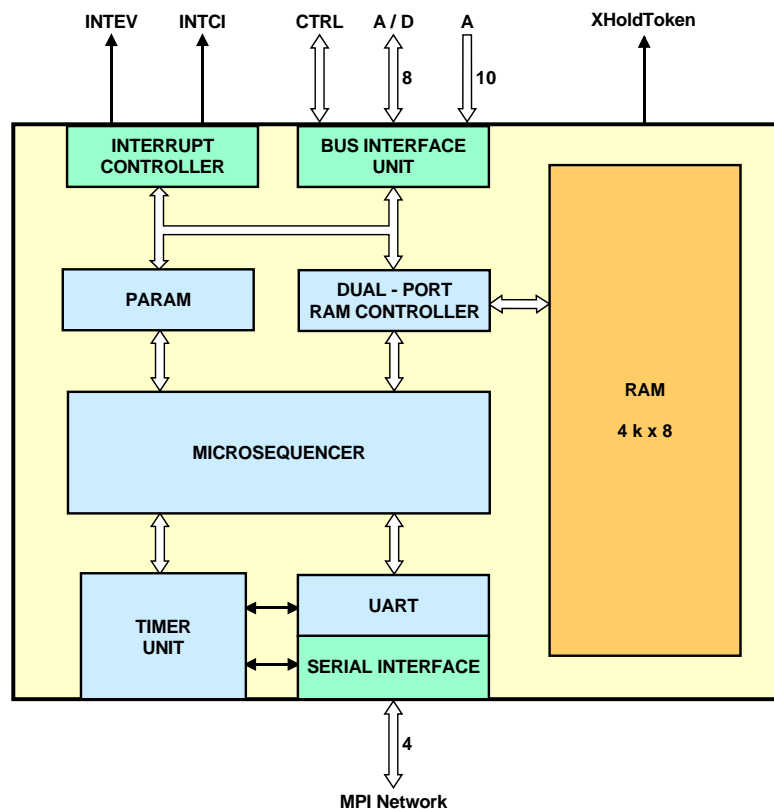 INTEV INTCI CTRL A / D A XHoldToken
8 10
INTERRUPT
CONTROLLER
BUS INTERFACE
UNIT
PARAM
DUAL - PORT
RAM CONTROLLER
RAM
4 k x 8
MICROSEQUENCER
TIMER
UNIT
UART
SERIAL INTERFACE
4
MPI Network